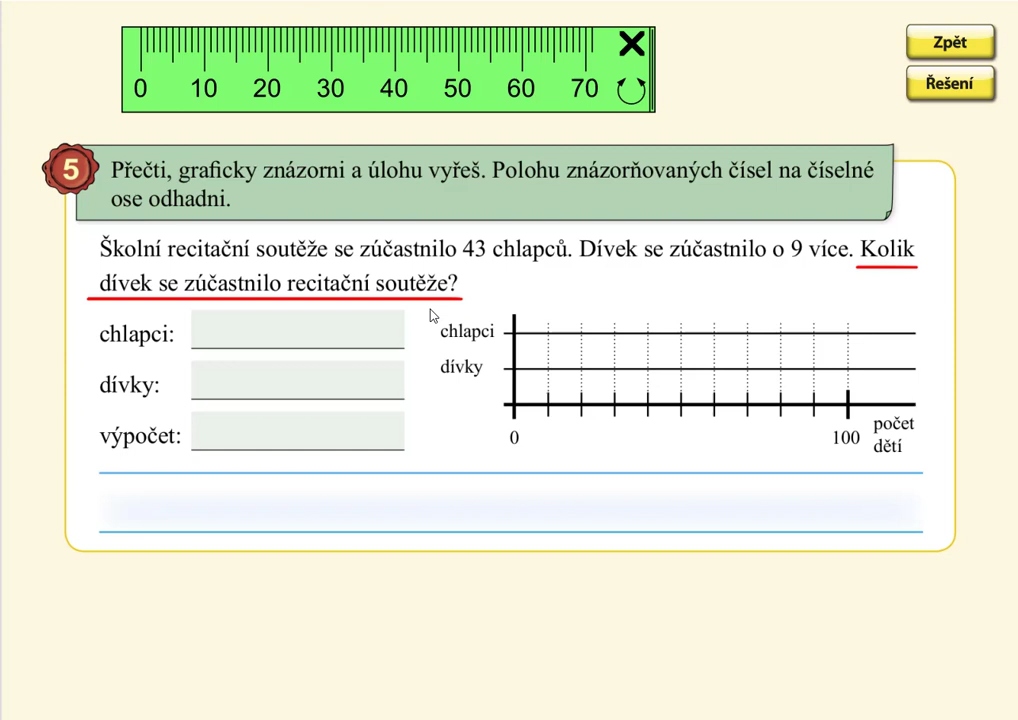 0 10 20 30 40 50 60 70
Zpět
Řešení
5
Přečti, graficky znázorni a úlohu vyřeš. Polohu znázorňovaných čísel na číselné
ose odhadni.
Školní recitační soutěže se zúčastnilo 43 chlapců. Dívek se zúčastnilo o 9 více. Kolik
dívek se zúčastnilo recitační soutěže?
chlapci:
dívky:
výpočet:
chlapci
dívky
0 100 počet
dětí